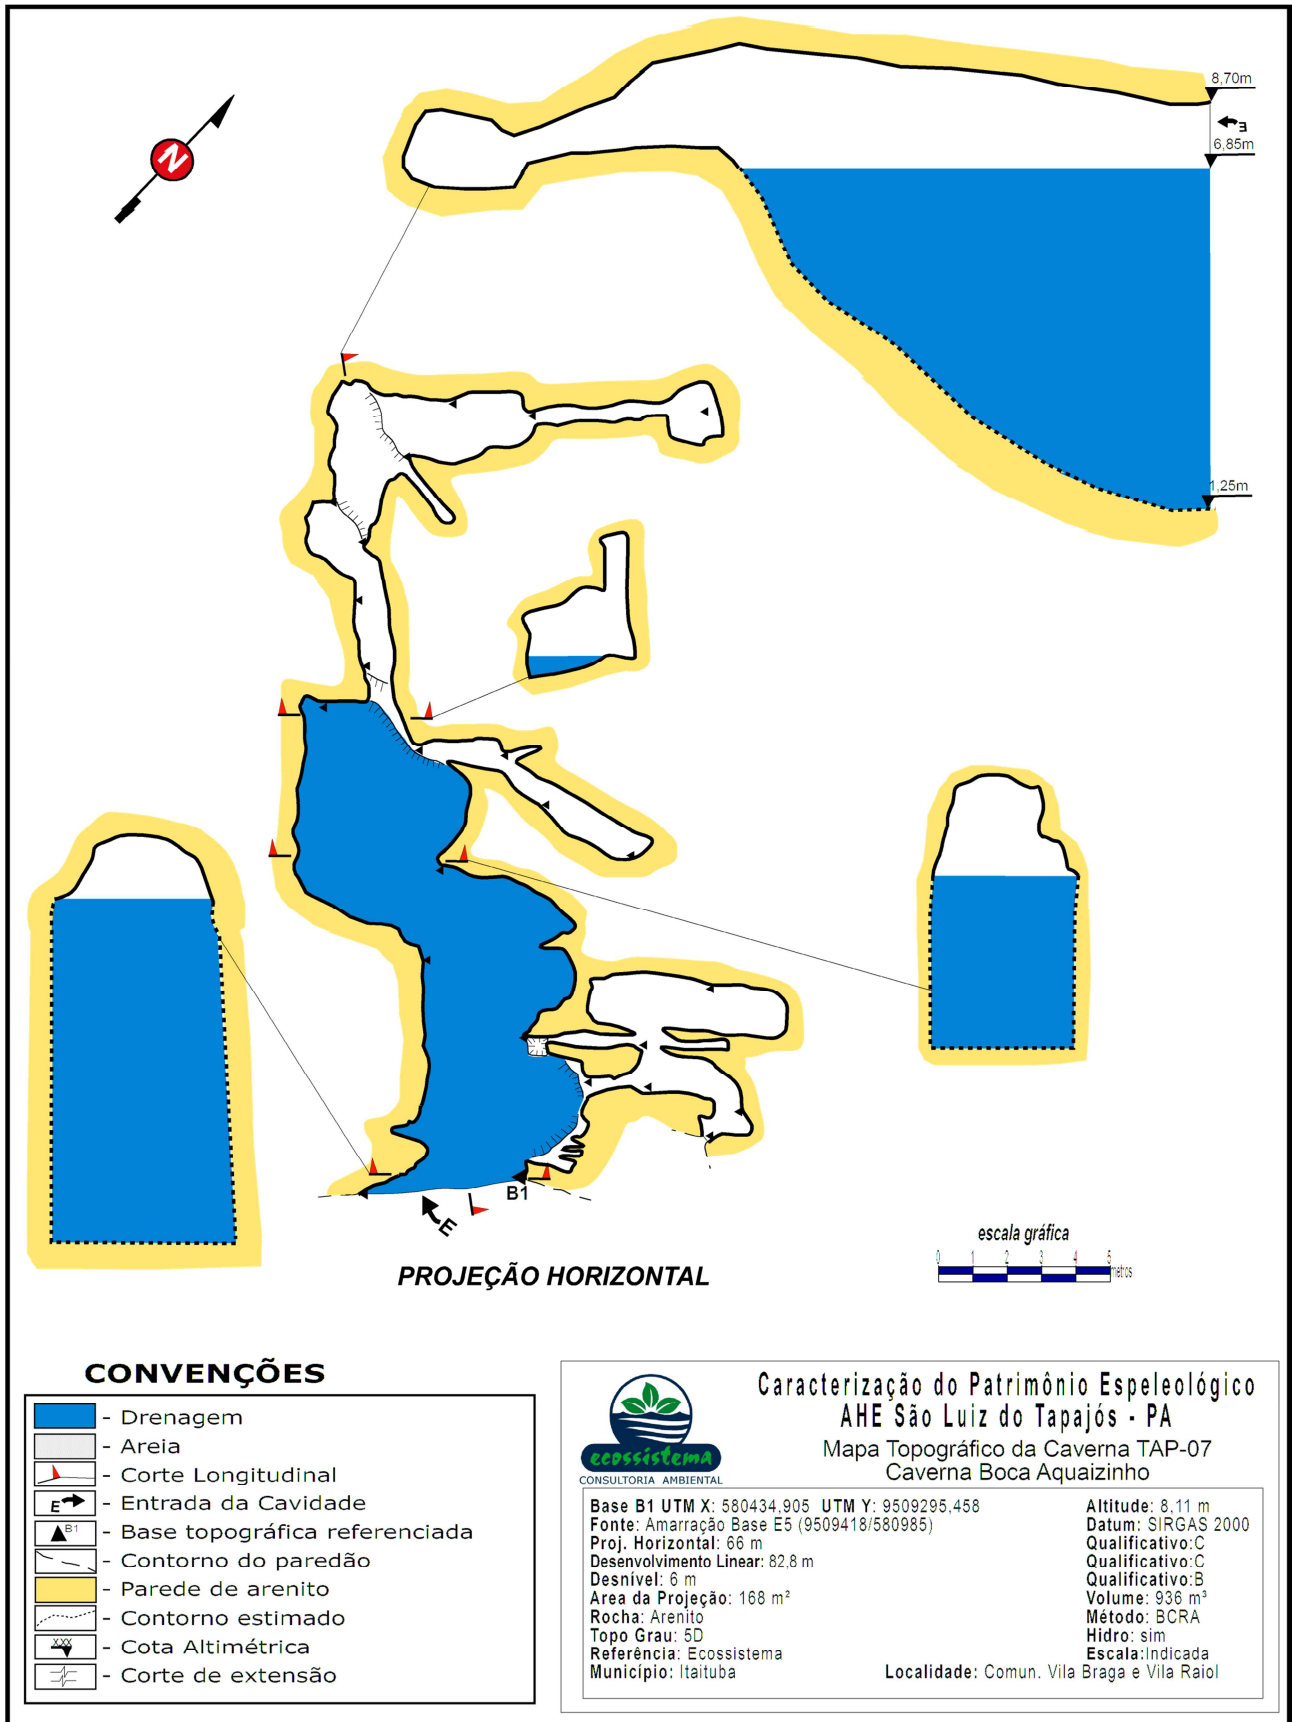 N
8,70m
E
6,85m
1,25m
B1
E
PROJEÇÃO HORIZONTAL
escala gráfica
0 1 2 3 4 5
metros
CONVENÇÕES
- Drenagem
- Areia
- Corte Longitudinal
E - Entrada da Cavidade
B1 - Base topográfica referenciada
- Contorno do paredão
- Parede de arenito
- Contorno estimado
XXX - Cota Altimétrica
- Corte de extensão
ecossistema
CONSULTORIA AMBIENTAL
Caracterização do Patrimônio Espeleológico
AHE São Luiz do Tapajós - PA
Mapa Topográfico da Caverna TAP-07
Caverna Boca Aquaizinho
Base B1 UTM X: 580434,905 UTM Y: 9509295,458 Altitude: 8,11 m
Fonte: Amarração Base E5 (9509418/580985) Datum: SIRGAS 2000
Proj. Horizontal: 66 m Qualificativo:C
Desenvolvimento Linear: 82,8 m Qualificativo:C
Desnível: 6 m Qualificativo:B
Area da Projeção: 168 m² Volume: 936 m³
Rocha: Arenito Método: BCRA
Topo Grau: 5D Hidro: sim
Referência: Ecossistema Escala:Indicada
Município: Itaituba Localidade: Comun. Vila Braga e Vila Raiol